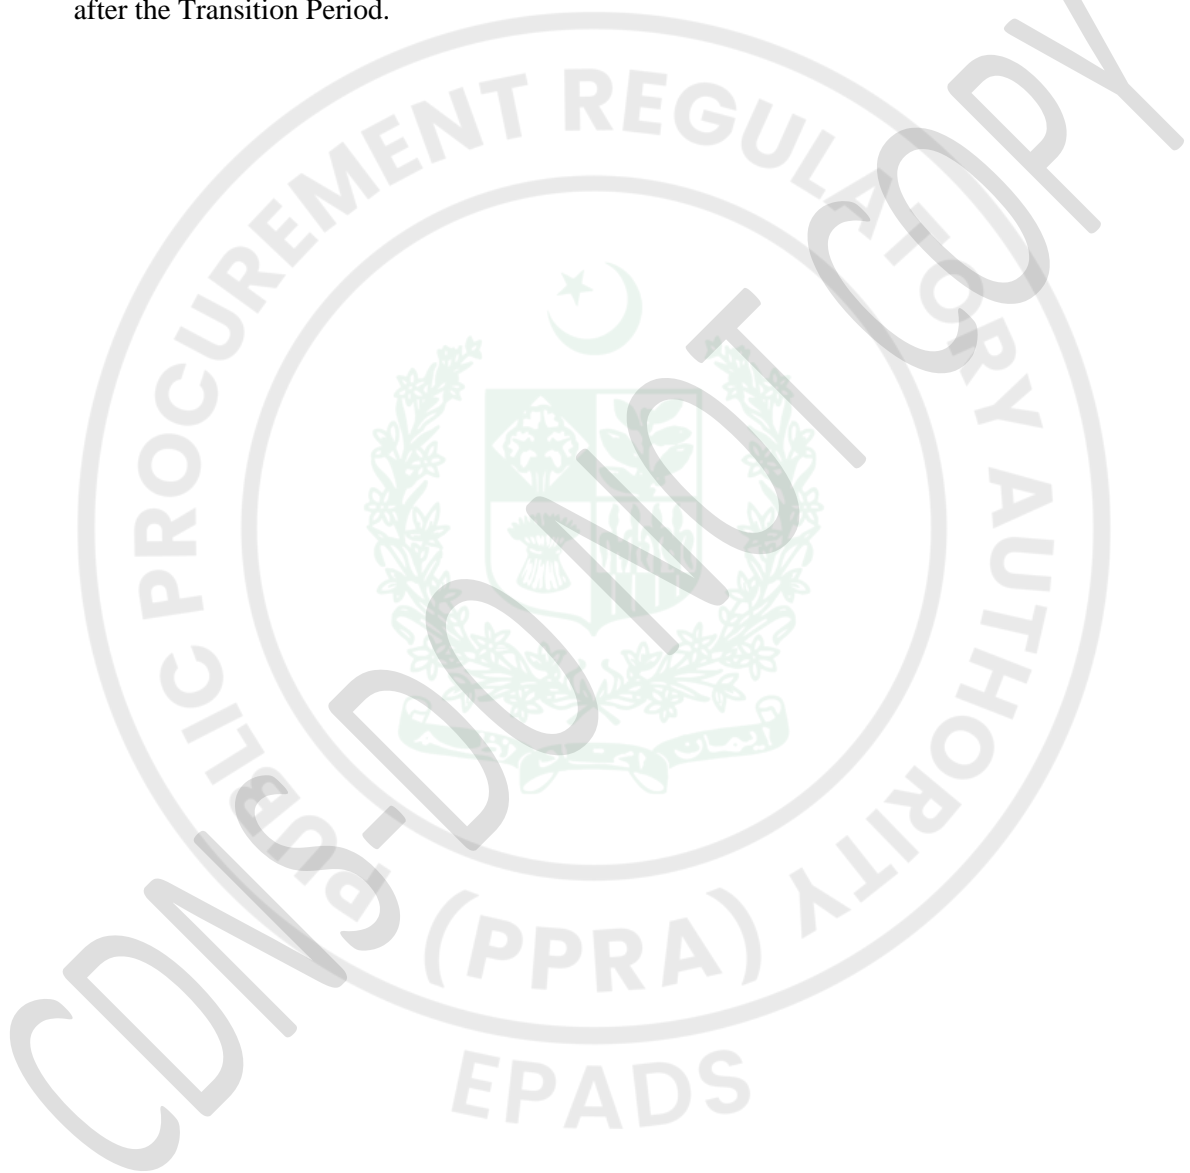 after the Transition Period.
PUBLIC PROCUREMENT REGULATORY AUTHORITY
(PPRA)
EPADS
CDNS-DO NOT COPY